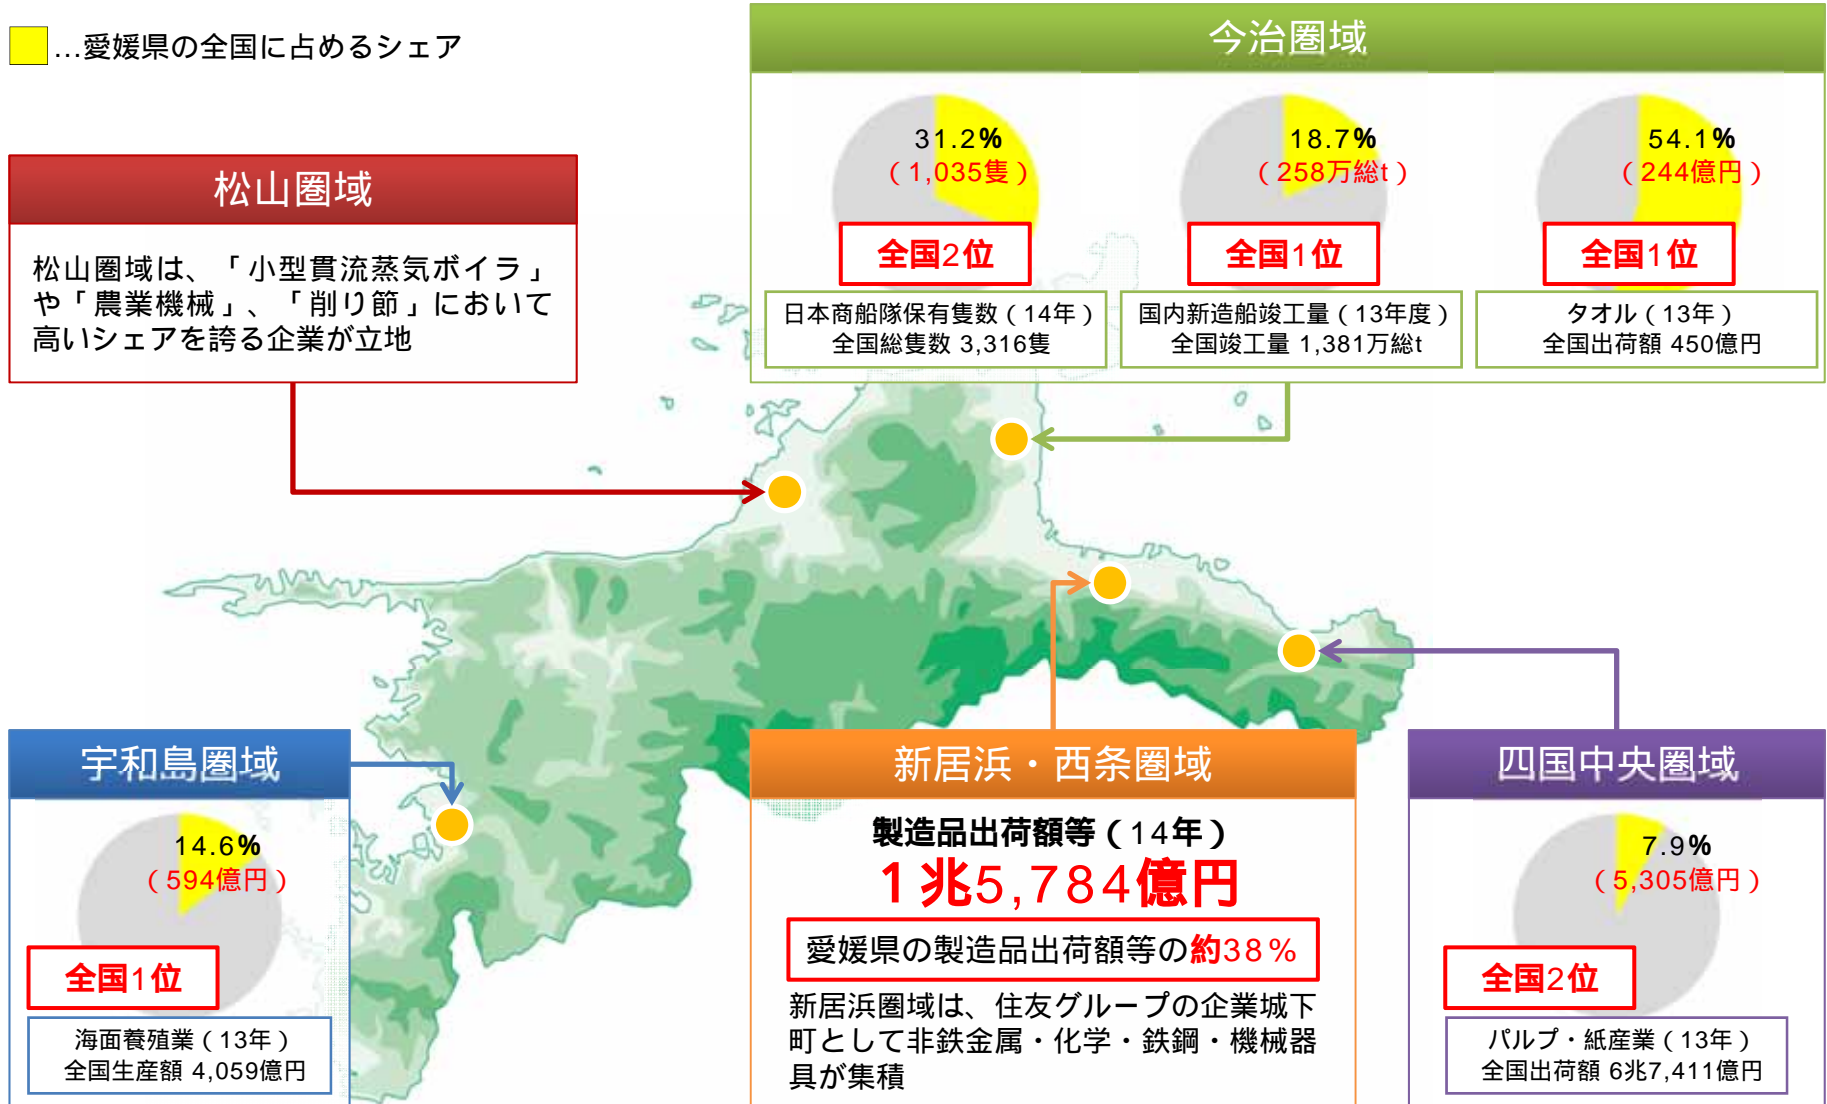 …愛媛県の全国に占めるシェア
今治圏域
31.2%
（1,035隻）
全国2位
日本商船隊保有隻数（14年）
全国総隻数 3,316隻
18.7%
（258万総t）
全国1位
国内新造船竣工量（13年度）
全国竣工量 1,381万総t
54.1%
（244億円）
全国1位
タオル（13年）
全国出荷額 450億円
松山圏域
松山圏域は、「小型貫流蒸気ボイラ」
や「農業機械」、「削り節」において
高いシェアを誇る企業が立地
宇和島圏域
14.6%
（594億円）
全国1位
海面養殖業（13年）
全国生産額 4,059億円
新居浜・西条圏域
製造品出荷額等（14年）
1兆5,784億円
愛媛県の製造品出荷額等の約38%
新居浜圏域は、住友グループの企業城下
町として非鉄金属・化学・鉄鋼・機械器
具が集積
四国中央圏域
7.9%
（5,305億円）
全国2位
パルプ・紙産業（13年）
全国出荷額 6兆7,411億円